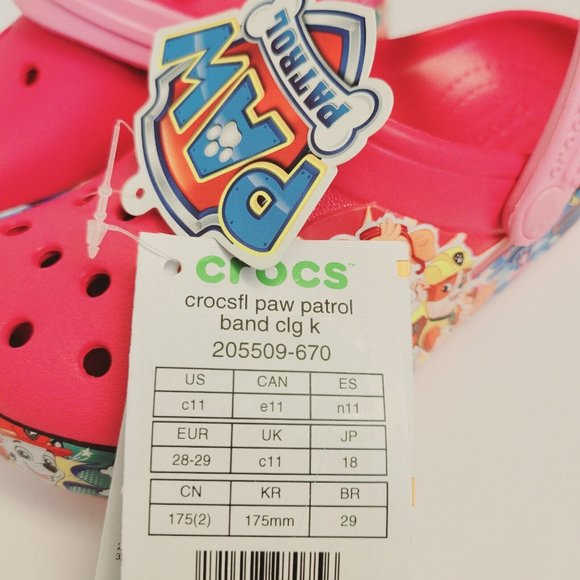 PAW
PATROL
crocs™
crocsfl paw patrol
band clg k
205509-670
US CAN ES
c11 e11 n11
EUR UK JP
28-29 c11 18
CN KR BR
175(2) 175mm 29